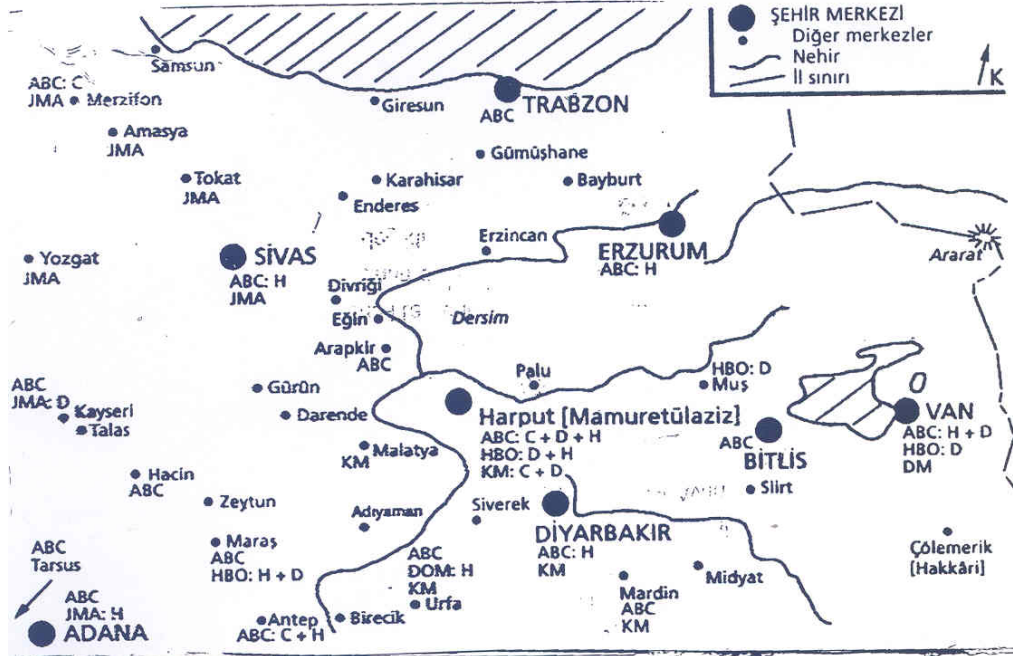 ŞEHİR MERKEZİ
Diğer merkezler
Nehir
İl sınırı
K
Samsun
ABC: C
JMA
Merzifon
Giresun
TRABZON
ABC
Amasya
JMA
Gümüşhane
Tokat
JMA
Karahisar
Bayburt
Enderes
Yozgat
JMA
SİVAS
ABC: H
JMA
Erzincan
ERZURUM
ABC: H
Ararat
Divriği
Eğin
Dersim
Arapkir
ABC
Palu
HBO: D
Muş
ABC
JMA: D
Kayseri
Talas
Gürün
Darende
Harput [Mamuretülaziz]
ABC: C + D + H
HBO: D + H
KM: C + D
VAN
ABC: H + D
HBO: D
DM
ABC
BİTLİS
Malatya
KM
Hacin
ABC
Zeytun
Siirt
Siverek
Adıyaman
DİYARBAKIR
ABC: H
KM
Maraş
ABC
HBO: H + D
ABC
DOM: H
KM
Urfa
Çölemerik
[Hakkâri]
ABC
Tarsus
Midyat
Mardin
ABC
KM
ABC
JMA: H
ADANA
Antep
ABC: C + H
Birecik